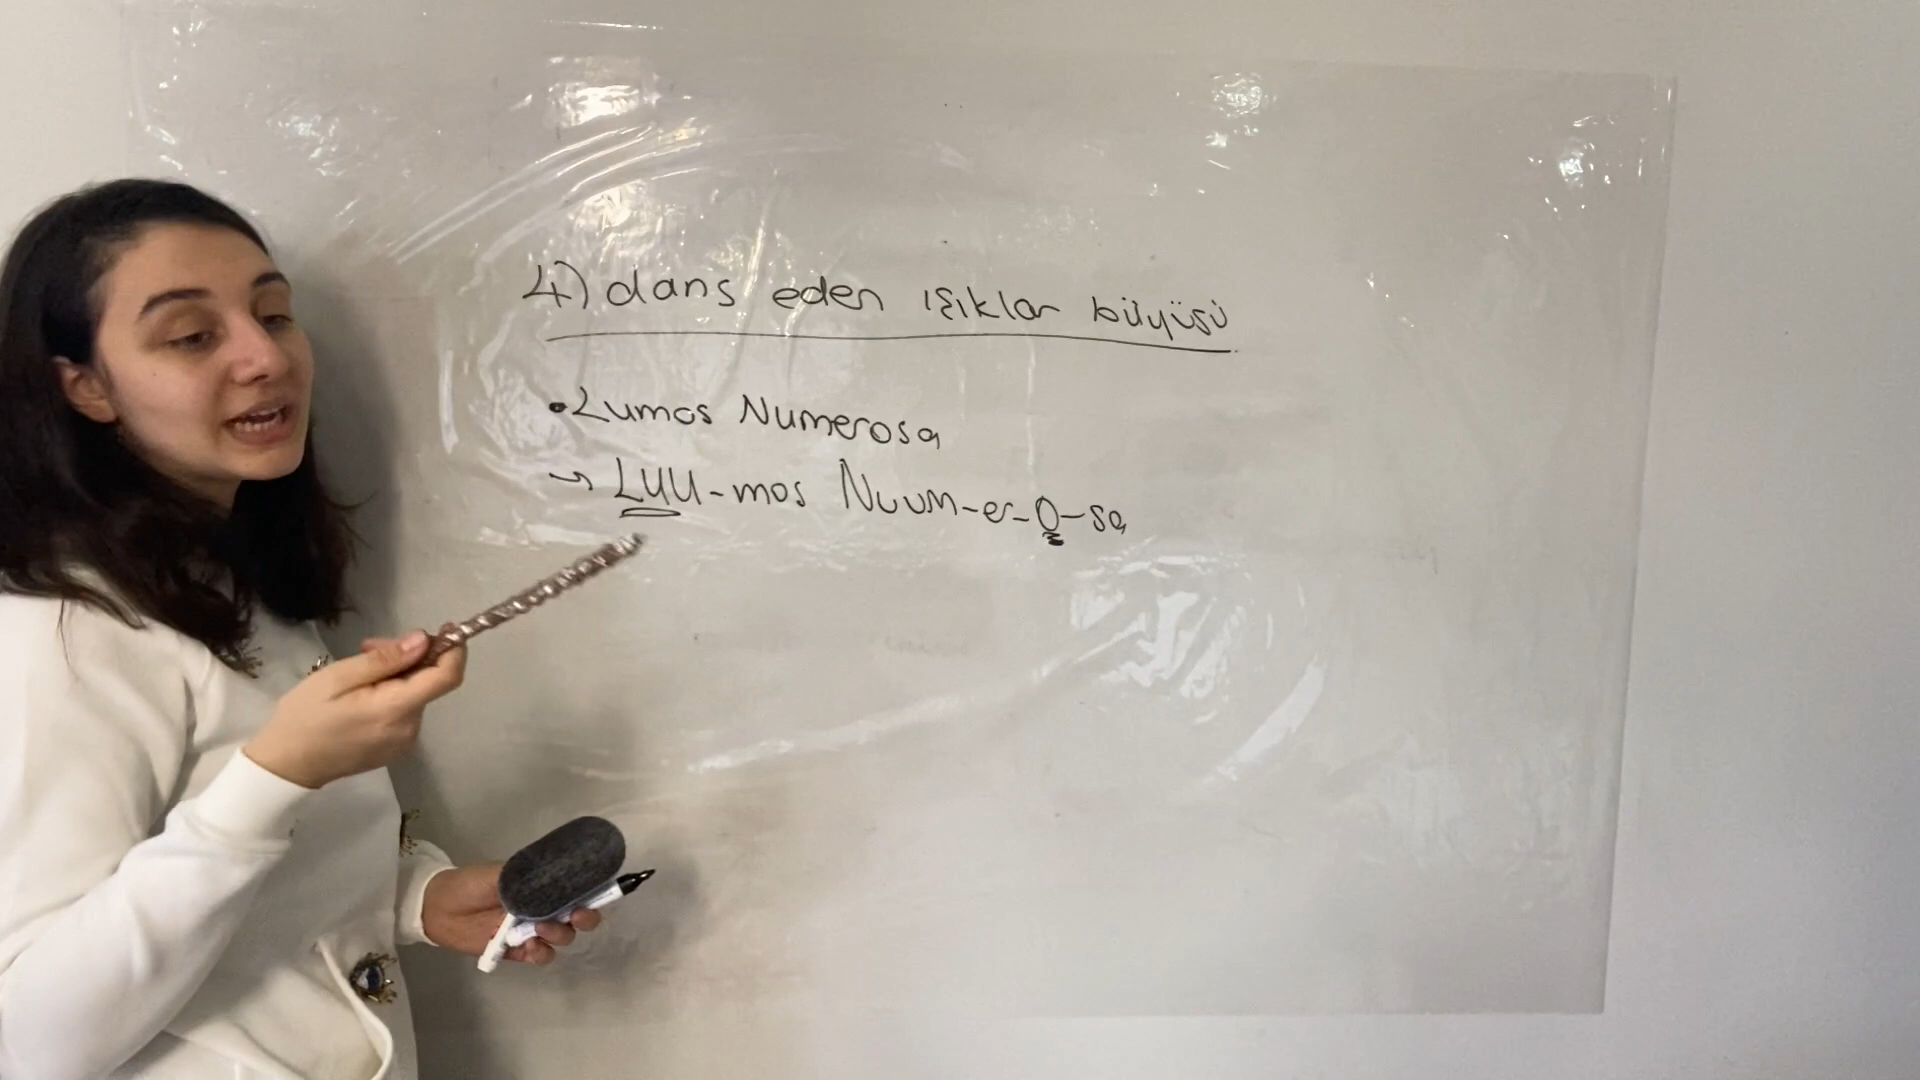 4) dans eden ışıklar büyüsü
• Lumos Numerosa
→ LUU-mos Nuum-er-O-sa